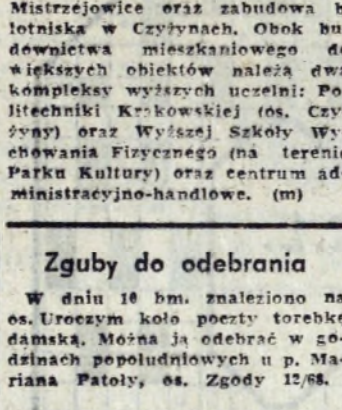 Mistrzejowice oraz zabudowa b
lotniska w Czyżynach. Obok bu
downictwa mieszkaniowego do
większych obiektów należą dwa
kompleksy wyższych uczelni: Po
litechniki Krakowskiej (os. Czy
żyny) oraz Wyższej Szkoły Wy
chowania Fizycznego (na terenie
Parku Kultury) oraz centrum ad
ministracyjno-handlowe. (m)
Zguby do odebrania
W dniu 10 bm. znaleziono na
os. Uroczym koło poczty torebkę
damską. Można ją odebrać w go-
dzinach popołudniowych u p. Ma-
riana Patoły, os. Zgody 12/68.